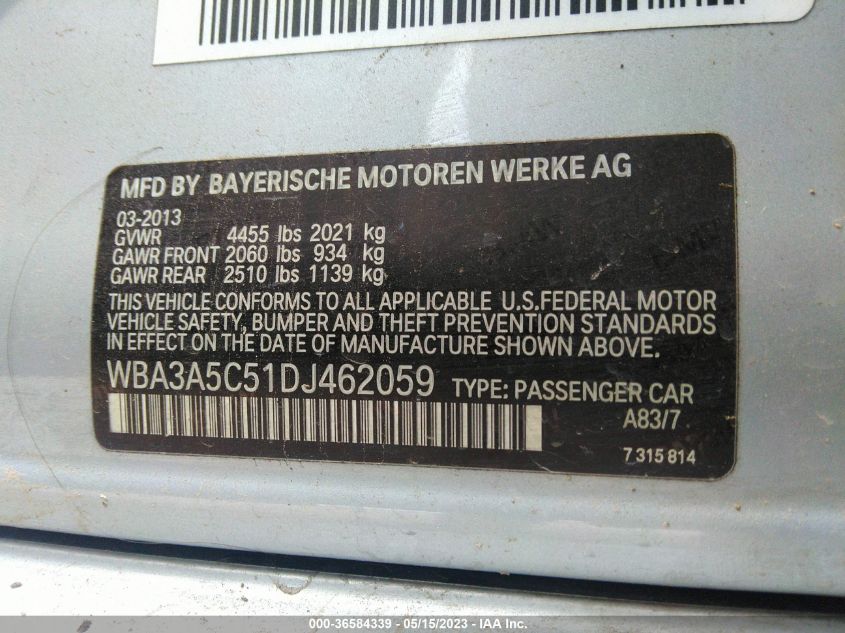 MFD BY BAYERISCHE MOTOREN WERKE AG
03-2013
GVWR 4455 lbs 2021 kg
GAWR FRONT 2060 lbs 934 kg
GAWR REAR 2510 lbs 1139 kg
THIS VEHICLE CONFORMS TO ALL APPLICABLE U.S.FEDERAL MOTOR
VEHICLE SAFETY, BUMPER AND THEFT PREVENTION STANDARDS
IN EFFECT ON THE DATE OF MANUFACTURE SHOWN ABOVE.
WBA3A5C51DJ462059 TYPE: PASSENGER CAR
A83/7
7 315 814
000-36584339 - 05/15/2023 - Copyright © IAA, Inc.